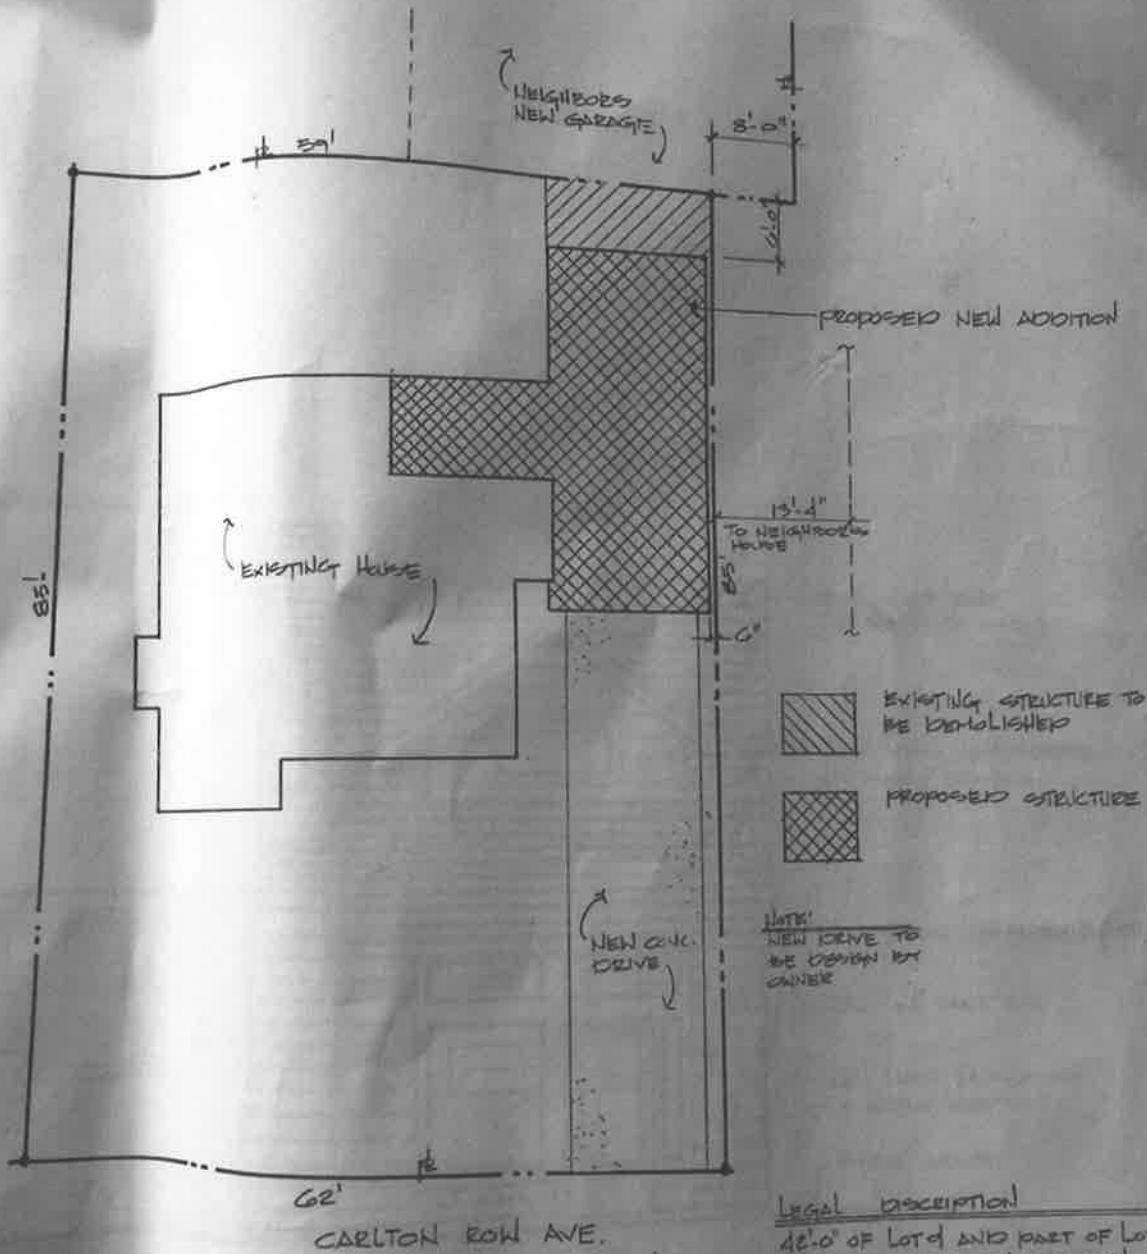 NEIGHBORS
NEW GARAGE
59'
8'-0"
6'-0"
PROPOSED NEW ADDITION
13'-4"
TO NEIGHBORING
HOUSE
EXISTING HOUSE
85'
85'
6"
EXISTING STRUCTURE TO
BE DEMOLISHED
PROPOSED STRUCTURE
NEW CONC.
DRIVE
NOTE:
NEW DRIVE TO
BE DESIGN BY
OWNER
62'
CARLTON ROW AVE.
LEGAL DISCRIPTION
42'-0" OF LOT AND PART OF